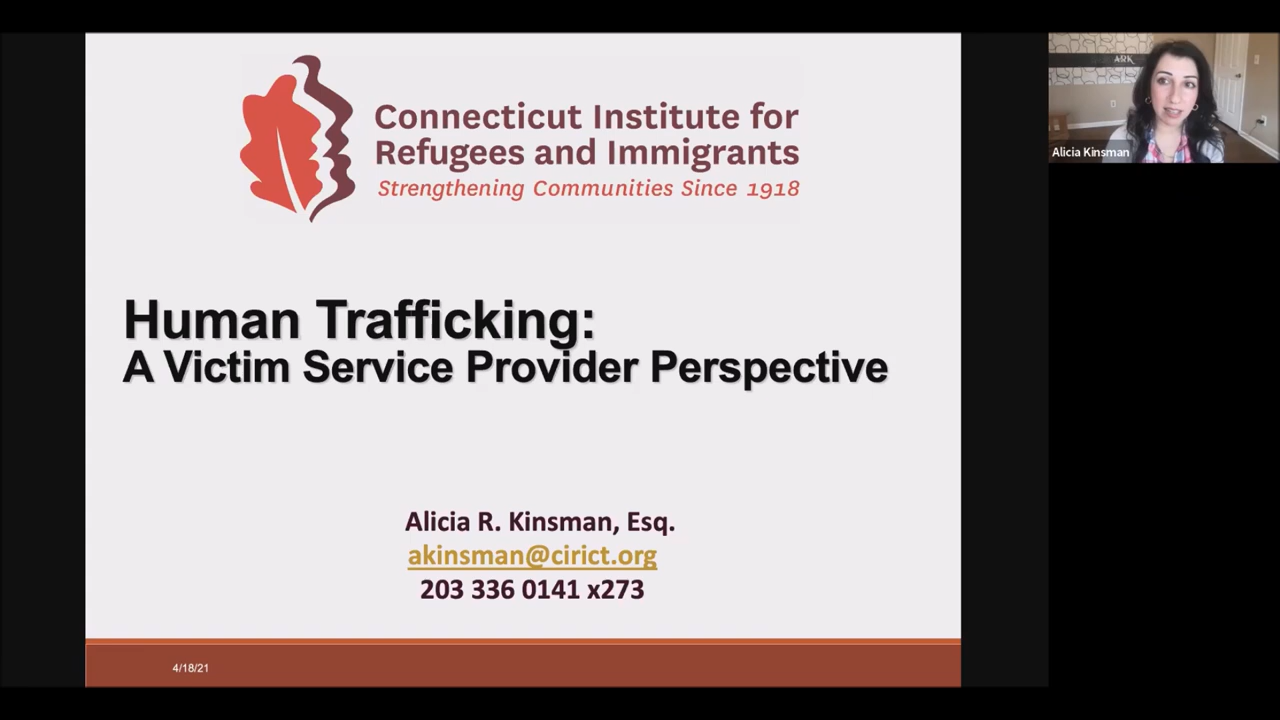 Connecticut Institute for
Refugees and Immigrants
Strengthening Communities Since 1918
Human Trafficking:
A Victim Service Provider Perspective
Alicia R. Kinsman, Esq.
akinsman@cirict.org
203 336 0141 x273
4/18/21
ARK
Alicia Kinsman